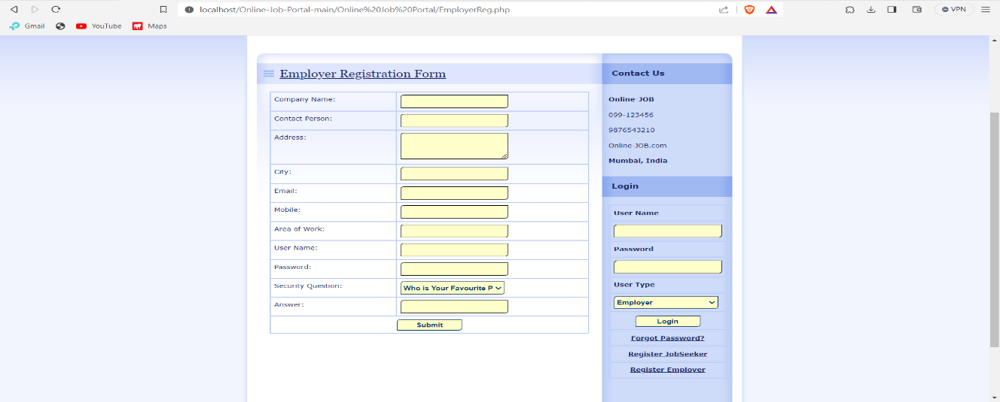 localhost/Online-Job-Portal-main/Online%20Job%20Portal/EmployerReg.php
VPN
Gmail
YouTube
Maps
Employer Registration Form
Company Name:
Contact Person:
Address:
City:
Email:
Mobile:
Area of Work:
User Name:
Password:
Security Question:
Who is Your Favourite P
Answer:
Submit
Contact Us
Online JOB
099-123456
9876543210
Online-JOB.com
Mumbai, India
Login
User Name
Password
User Type
Employer
Login
Forgot Password?
Register JobSeeker
Register Employer